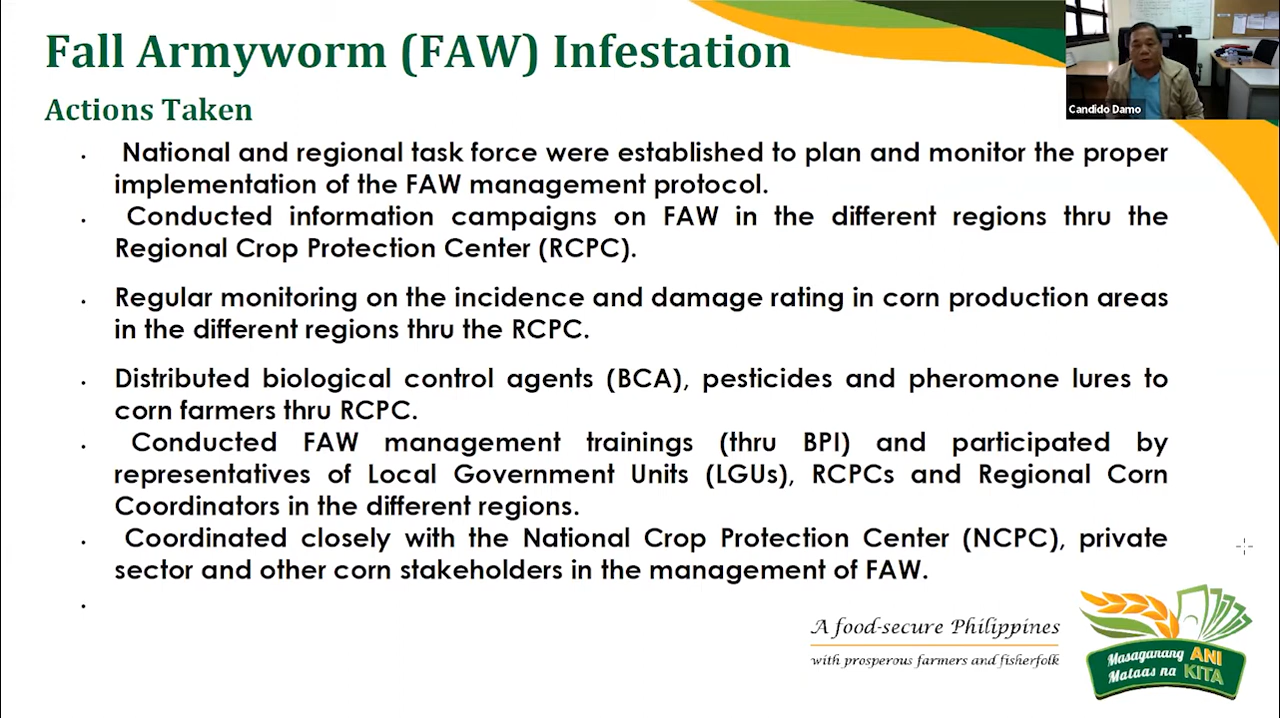 Fall Armyworm (FAW) Infestation
Actions Taken
Candido Damo
• National and regional task force were established to plan and monitor the proper
implementation of the FAW management protocol.
• Conducted information campaigns on FAW in the different regions thru the
Regional Crop Protection Center (RCPC).
• Regular monitoring on the incidence and damage rating in corn production areas
in the different regions thru the RCPC.
• Distributed biological control agents (BCA), pesticides and pheromone lures to
corn farmers thru RCPC.
• Conducted FAW management trainings (thru BPI) and participated by
representatives of Local Government Units (LGUs), RCPCs and Regional Corn
Coordinators in the different regions.
• Coordinated closely with the National Crop Protection Center (NCPC), private
sector and other corn stakeholders in the management of FAW.
•
A food-secure Philippines
with prosperous farmers and fisherfolk
Masaganang ANI
Mataas na KITA